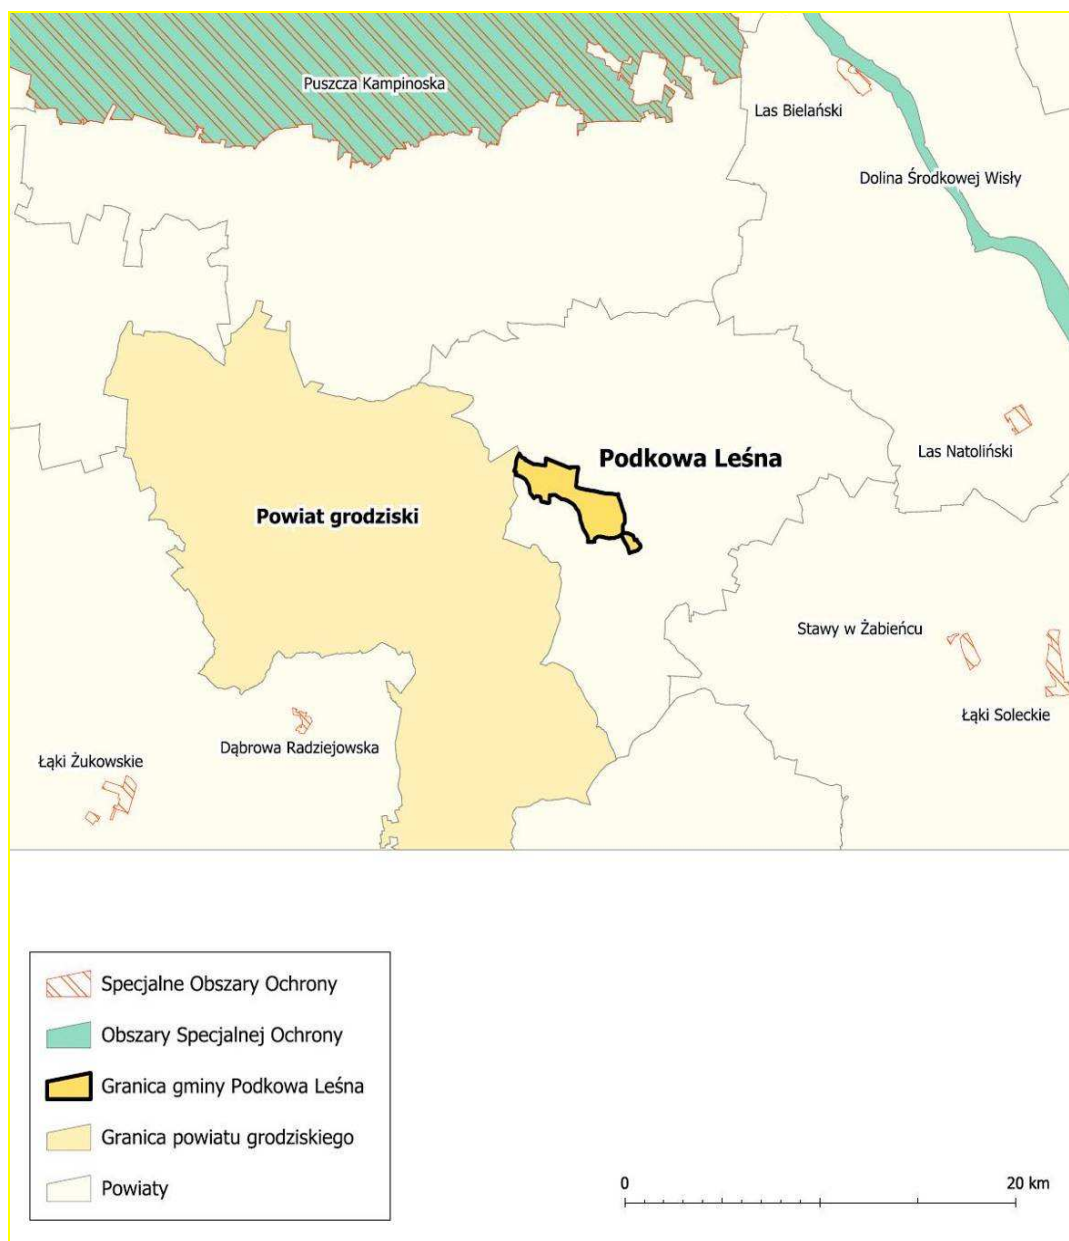 Puszcza Kampinoska
Las Bielański
Dolina Środkowej Wisły
Las Natoliński
Podkowa Leśna
Powiat grodziski
Stawy w Żabieńcu
Łąki Soleckie
Dąbrowa Radziejowska
Łąki Żukowskie
Specjalne Obszary Ochrony
Obszary Specjalnej Ochrony
Granica gminy Podkowa Leśna
Granica powiatu grodziskiego
Powiaty
0 20 km